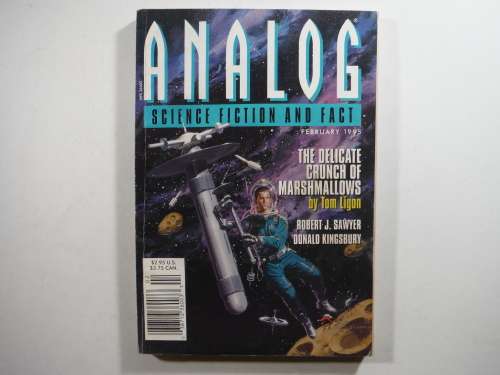 ANALOG
SCIENCE FICTION AND FACT
FEBRUARY 1995
THE DELICATE
CRUNCH OF
MARSHMALLOWS
by Tom Ligon
ROBERT J. SAWYER
DONALD KINGSBURY
$2.95 U.S.
$3.75 CAN.
02